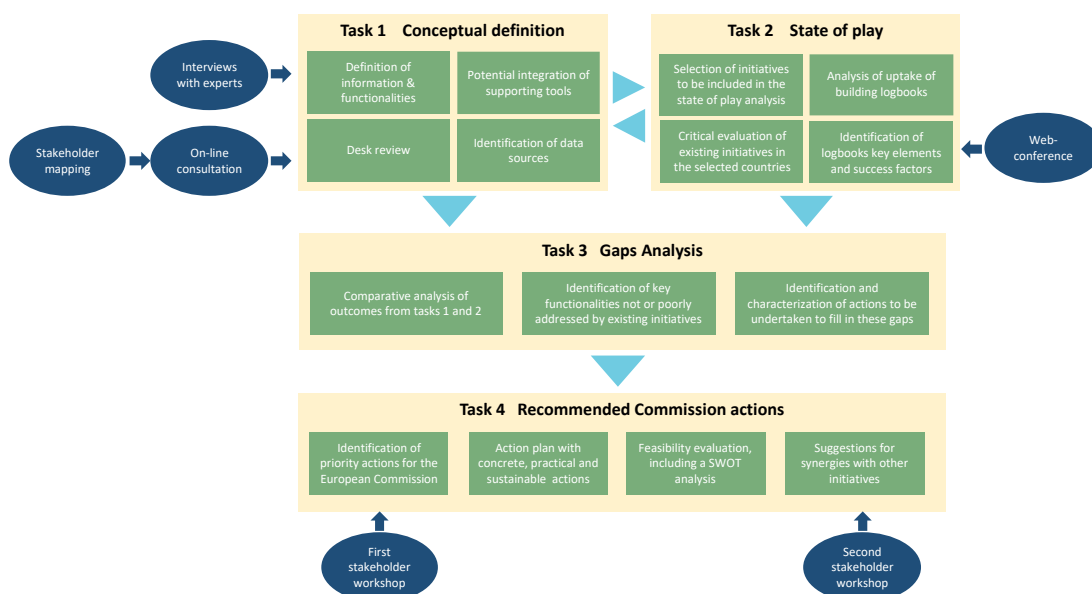 Task 1 Conceptual definition
Interviews
with experts
Definition of
information &
functionalities
Potential integration of
supporting tools
Stakeholder
mapping
On-line
consultation
Desk review
Identification of data
sources
Task 2 State of play
Selection of initiatives
to be included in the
state of play analysis
Analysis of uptake of
building logbooks
Critical evaluation of
existing initiatives in
the selected countries
Identification of
logbooks key elements
and success factors
Web-
conference
Task 3 Gaps Analysis
Comparative analysis of
outcomes from tasks 1 and 2
Identification of key
functionalities not or poorly
addressed by existing initiatives
Identification and
characterization of actions to be
undertaken to fill in these gaps
Task 4 Recommended Commission actions
Identification of
priority actions for the
European Commission
Action plan with
concrete, practical and
sustainable actions
Feasibility evaluation,
including a SWOT
analysis
Suggestions for
synergies with other
initiatives
First
stakeholder
workshop
Second
stakeholder
workshop